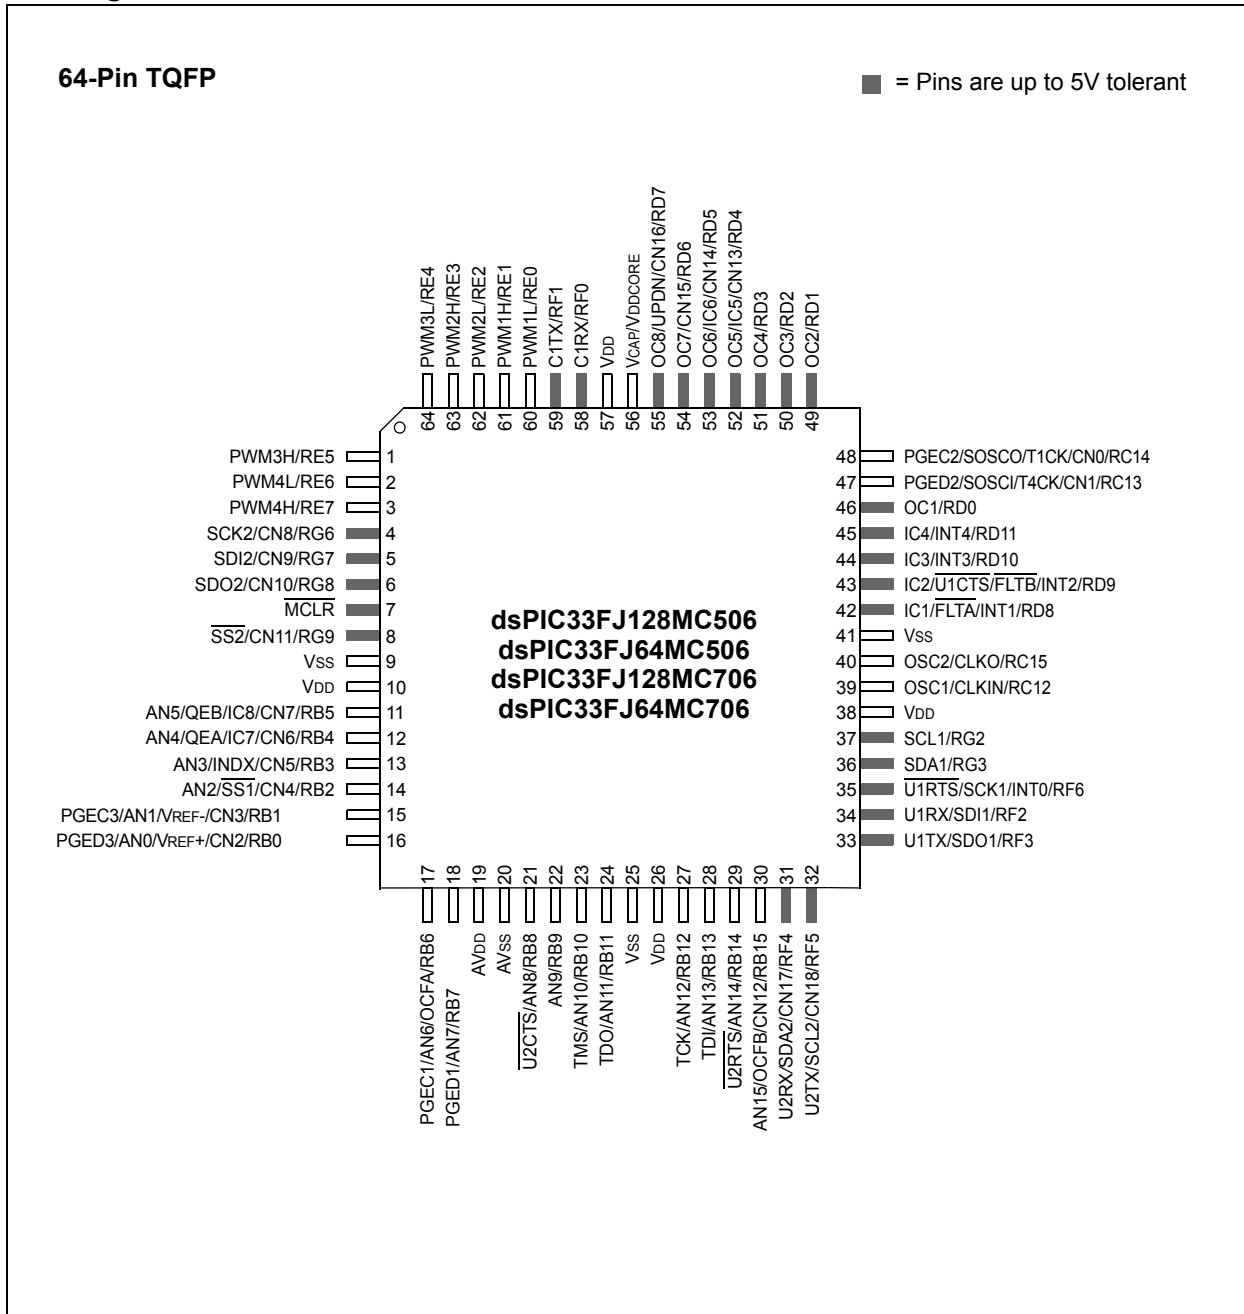 64-Pin TQFP
= Pins are up to 5V tolerant
PWM3L/RE4
PWM2H/RE3
PWM2L/RE2
PWM1H/RE1
PWM1L/RE0
C1TX/RF1
C1RX/RF0
VDD
VCAP/VDDCORE
OC8/UPDN/CN16/RD7
OC7/CN15/RD6
OC6/IC6/CN14/RD5
OC5/IC5/CN13/RD4
OC4/RD3
OC3/RD2
OC2/RD1
64 63 62 61 60 59 58 57 56 55 54 53 52 51 50 49
PWM3H/RE5 1
PWM4L/RE6 2
PWM4H/RE7 3
SCK2/CN8/RG6 4
SDI2/CN9/RG7 5
SDO2/CN10/RG8 6
MCLR 7
SS2/CN11/RG9 8
VSS 9
VDD 10
AN5/QEB/IC8/CN7/RB5 11
AN4/QEA/IC7/CN6/RB4 12
AN3/INDX/CN5/RB3 13
AN2/SS1/CN4/RB2 14
PGEC3/AN1/VREF-/CN3/RB1 15
PGED3/AN0/VREF+/CN2/RB0 16
dsPIC33FJ128MC506
dsPIC33FJ64MC506
dsPIC33FJ128MC706
dsPIC33FJ64MC706
48 PGEC2/SOSCO/T1CK/CN0/RC14
47 PGED2/SOSCI/T4CK/CN1/RC13
46 OC1/RD0
45 IC4/INT4/RD11
44 IC3/INT3/RD10
43 IC2/U1CTS/FLTB/INT2/RD9
42 IC1/FLTA/INT1/RD8
41 VSS
40 OSC2/CLKO/RC15
39 OSC1/CLKIN/RC12
38 VDD
37 SCL1/RG2
36 SDA1/RG3
35 U1RTS/SCK1/INT0/RF6
34 U1RX/SDI1/RF2
33 U1TX/SDO1/RF3
17 18 19 20 21 22 23 24 25 26 27 28 29 30 31 32
PGEC1/AN6/OCFA/RB6
PGED1/AN7/RB7
AVDD
AVSS
U2CTS/AN8/RB8
AN9/RB9
TMS/AN10/RB10
TDO/AN11/RB11
VSS
VDD
TCK/AN12/RB12
TDI/AN13/RB13
U2RTS/AN14/RB14
AN15/OCFB/CN12/RB15
U2RX/SDA2/CN17/RF4
U2TX/SCL2/CN18/RF5